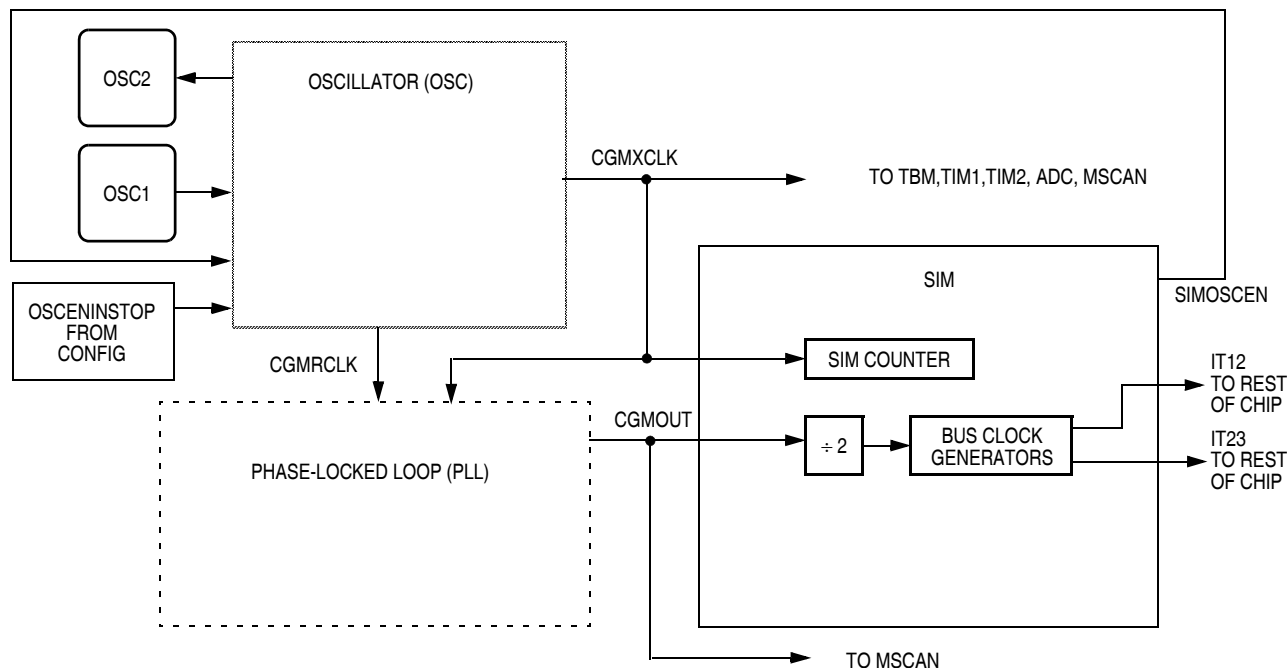 OSC2
OSCILLATOR (OSC)
CGMXCLK
TO TBM,TIM1,TIM2, ADC, MSCAN
OSC1
SIM
SIMOSCEN
OSCENINSTOP
FROM
CONFIG
CGMRCLK
SIM COUNTER
IT12
TO REST
OF CHIP
CGMOUT
÷ 2
BUS CLOCK
GENERATORS
IT23
TO REST
OF CHIP
PHASE-LOCKED LOOP (PLL)
TO MSCAN